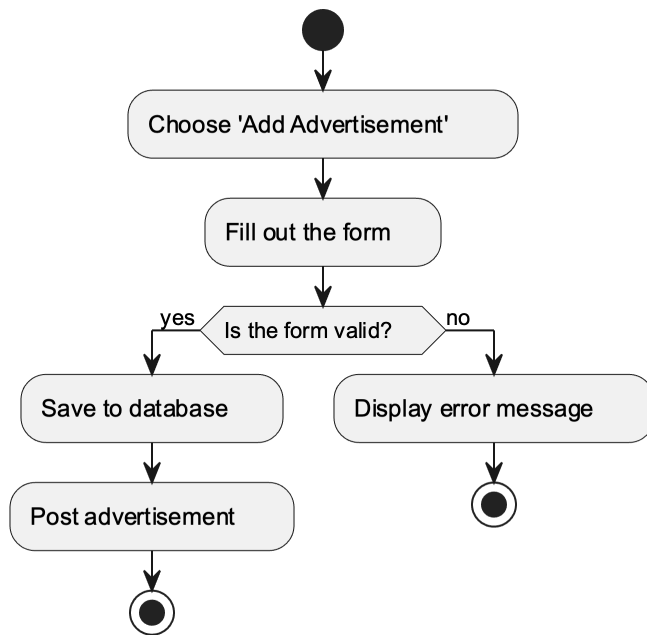 Choose 'Add Advertisement'
Fill out the form
yes
Is the form valid?
no
Save to database
Display error message
Post advertisement